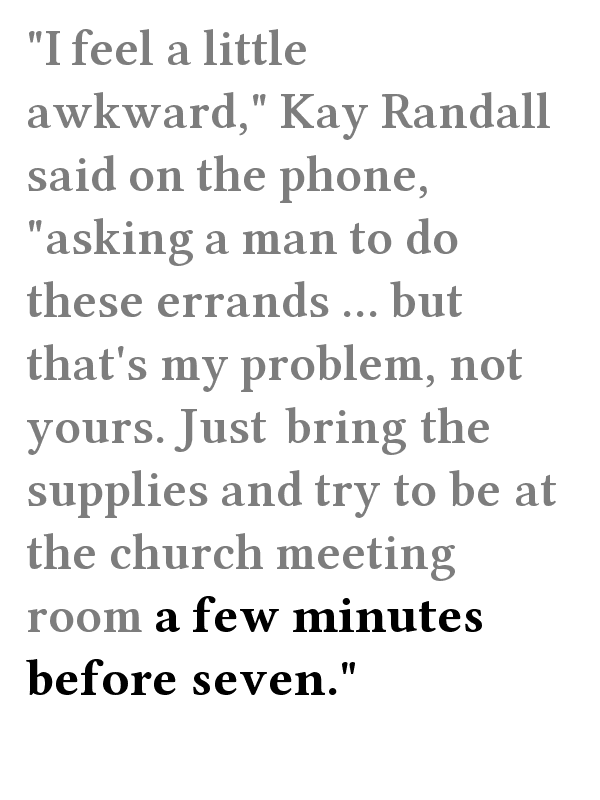 "I feel a little
awkward," Kay Randall
said on the phone,
"asking a man to do
these errands ... but
that's my problem, not
yours. Just bring the
supplies and try to be at
the church meeting
room a few minutes
before seven."